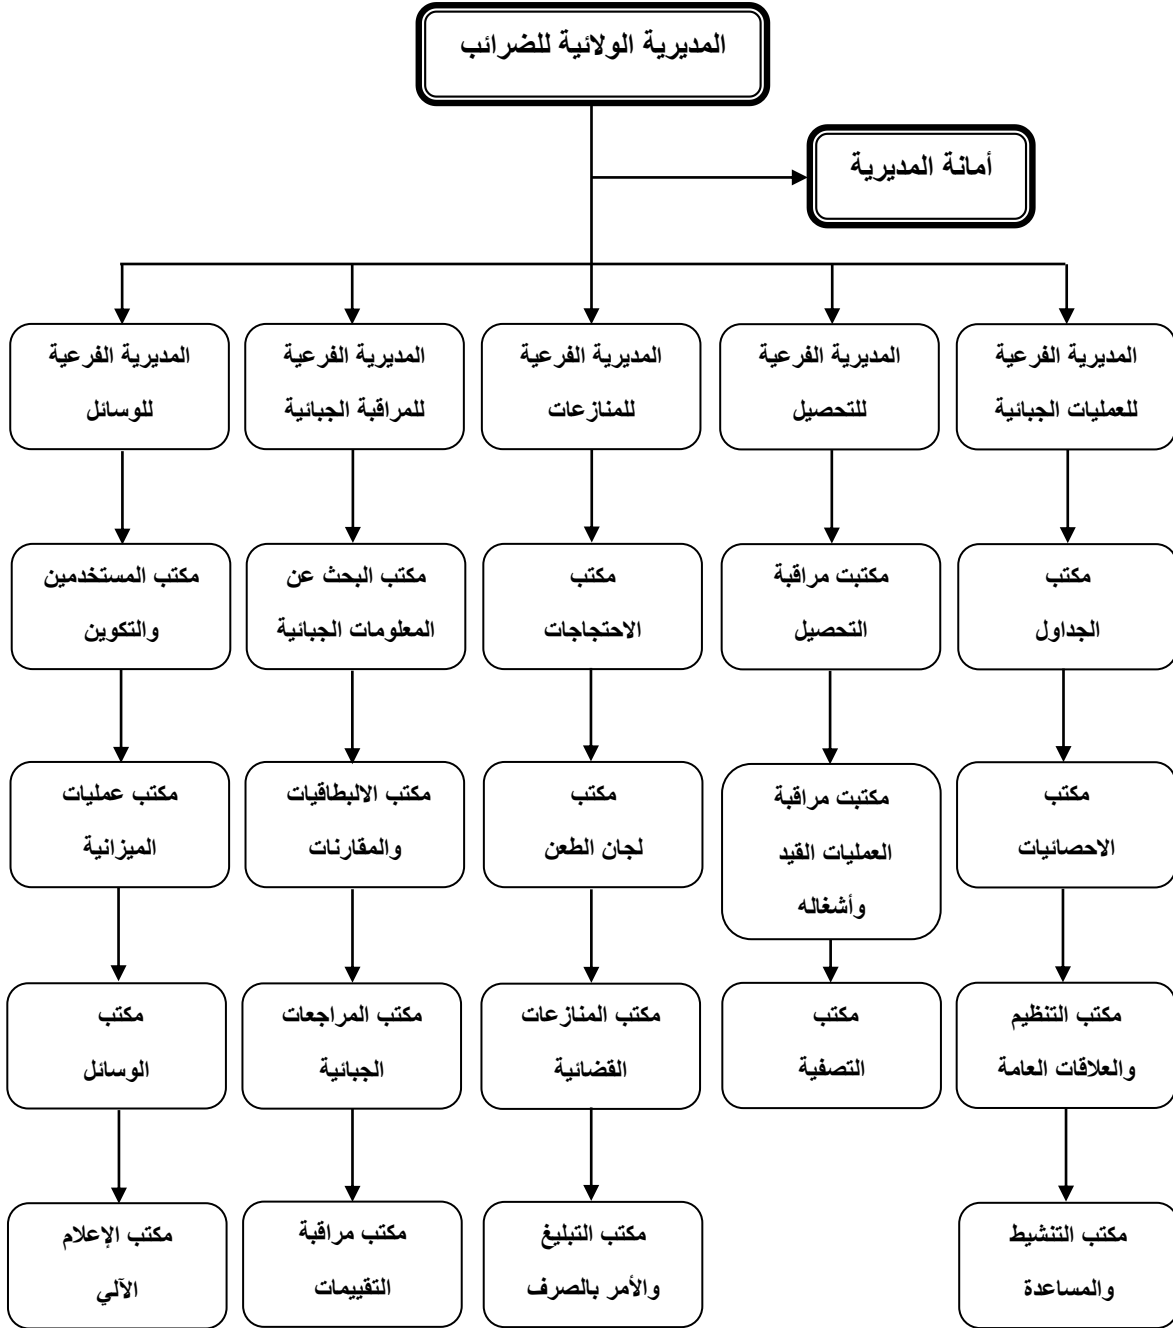 المديرية الولائية للضرائب
أمانة المديرية
المديرية الفرعية
للعمليات الجبائية
المديرية الفرعية
للتحصيل
المديرية الفرعية
للمنازعات
المديرية الفرعية
للمراقبة الجبائية
المديرية الفرعية
للوسائل
مكتب
الجداول
مكتبت مراقبة
التحصيل
مكتب
الاحتجاجات
مكتب البحث عن
المعلومات الجبائية
مكتب المستخدمين
والتكوين
مكتب
الاحصائيات
مكتبت مراقبة
العمليات القيد
وأشغاله
مكتب
لجان الطعن
مكتب الالبطاقيات
والمقارنات
مكتب عمليات
الميزانية
مكتب التنظيم
والعلاقات العامة
مكتب
التصفية
مكتب المنازعات
القضائية
مكتب المراجعات
الجبائية
مكتب
الوسائل
مكتب التنشيط
والمساعدة
مكتب التبليغ
والأمر بالصرف
مكتب مراقبة
التقييمات
مكتب الإعلام
الآلي